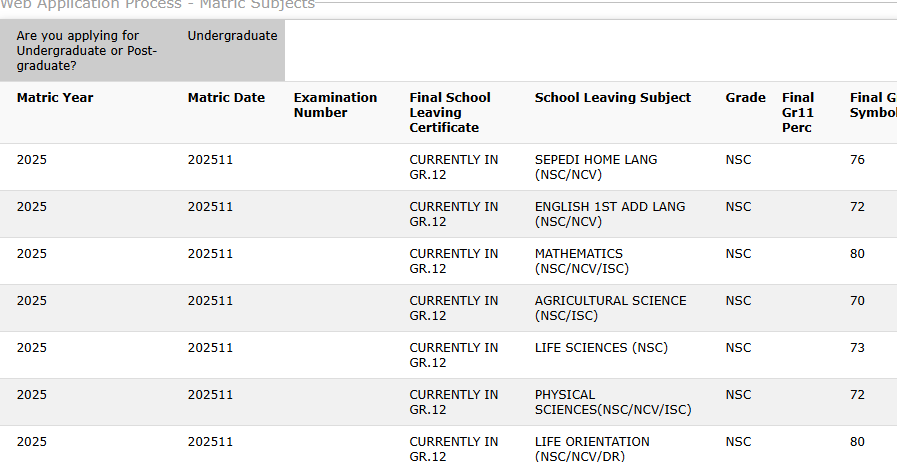 Web Application Process - Matric Subjects
Are you applying for Undergraduate or Post-graduate? Undergraduate
Matric Year Matric Date Examination Number Final School Leaving Certificate School Leaving Subject Grade Final Gr11 Perc Final G Symbol
2025 202511 CURRENTLY IN GR.12 SEPEDI HOME LANG (NSC/NCV) NSC 76
2025 202511 CURRENTLY IN GR.12 ENGLISH 1ST ADD LANG (NSC/NCV) NSC 72
2025 202511 CURRENTLY IN GR.12 MATHEMATICS (NSC/NCV/ISC) NSC 80
2025 202511 CURRENTLY IN GR.12 AGRICULTURAL SCIENCE (NSC/ISC) NSC 70
2025 202511 CURRENTLY IN GR.12 LIFE SCIENCES (NSC) NSC 73
2025 202511 CURRENTLY IN GR.12 PHYSICAL SCIENCES(NSC/NCV/ISC) NSC 72
2025 202511 CURRENTLY IN GR.12 LIFE ORIENTATION (NSC/NCV/DR) NSC 80